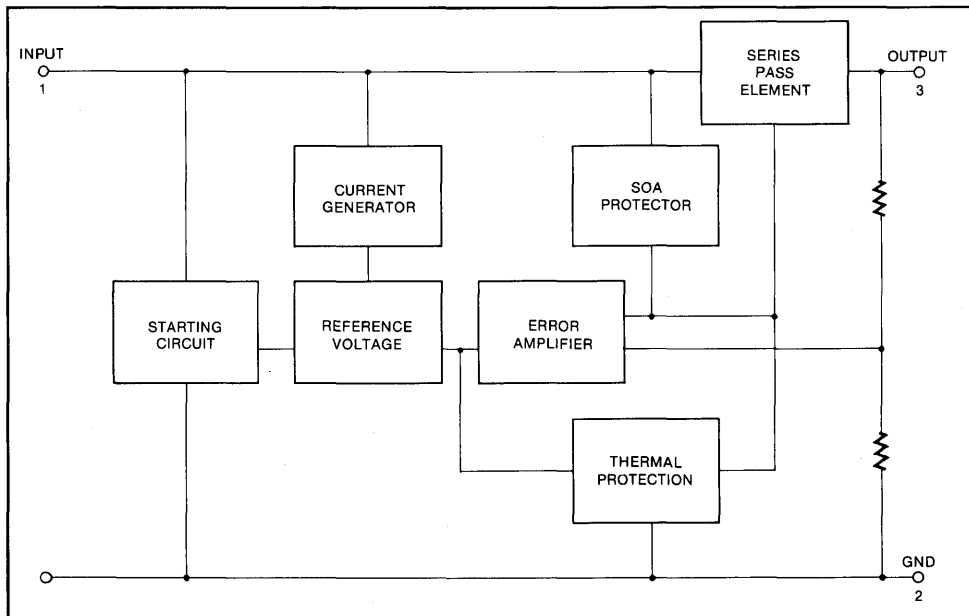 INPUT
1
SERIES
PASS
ELEMENT
OUTPUT
3
CURRENT
GENERATOR
SOA
PROTECTOR
STARTING
CIRCUIT
REFERENCE
VOLTAGE
ERROR
AMPLIFIER
THERMAL
PROTECTION
GND
2